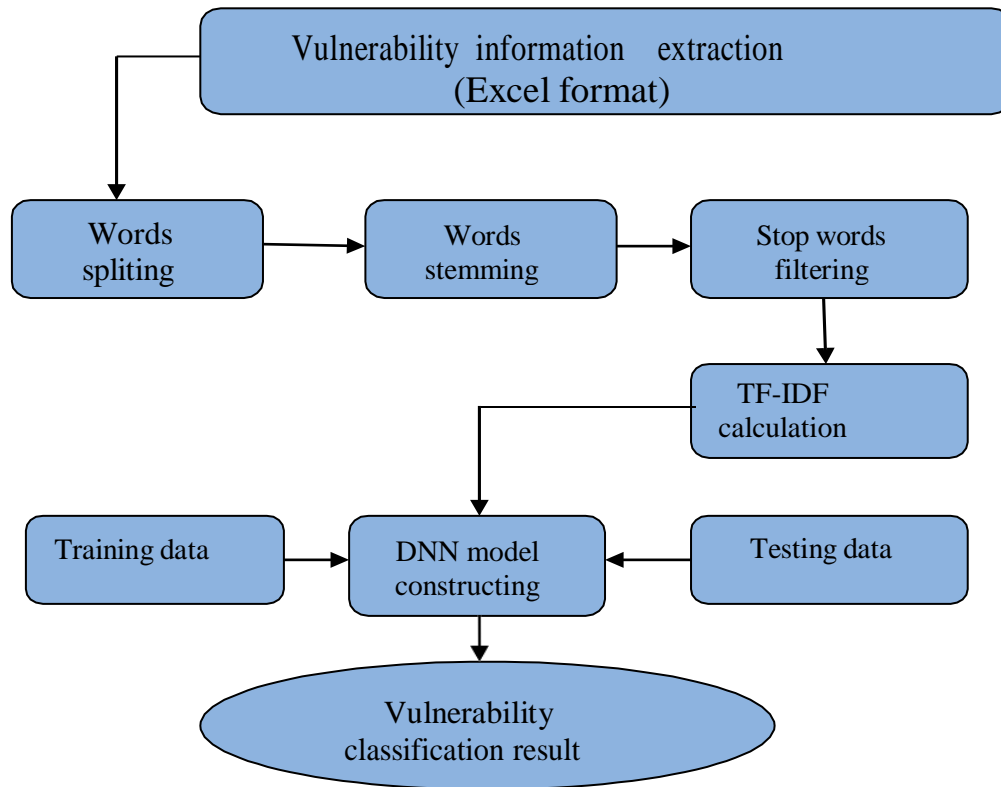 Vulnerability information extraction
(Excel format)
Words
spliting
Words
stemming
Stop words
filtering
TF-IDF
calculation
Training data
DNN model
constructing
Testing data
Vulnerability
classification result